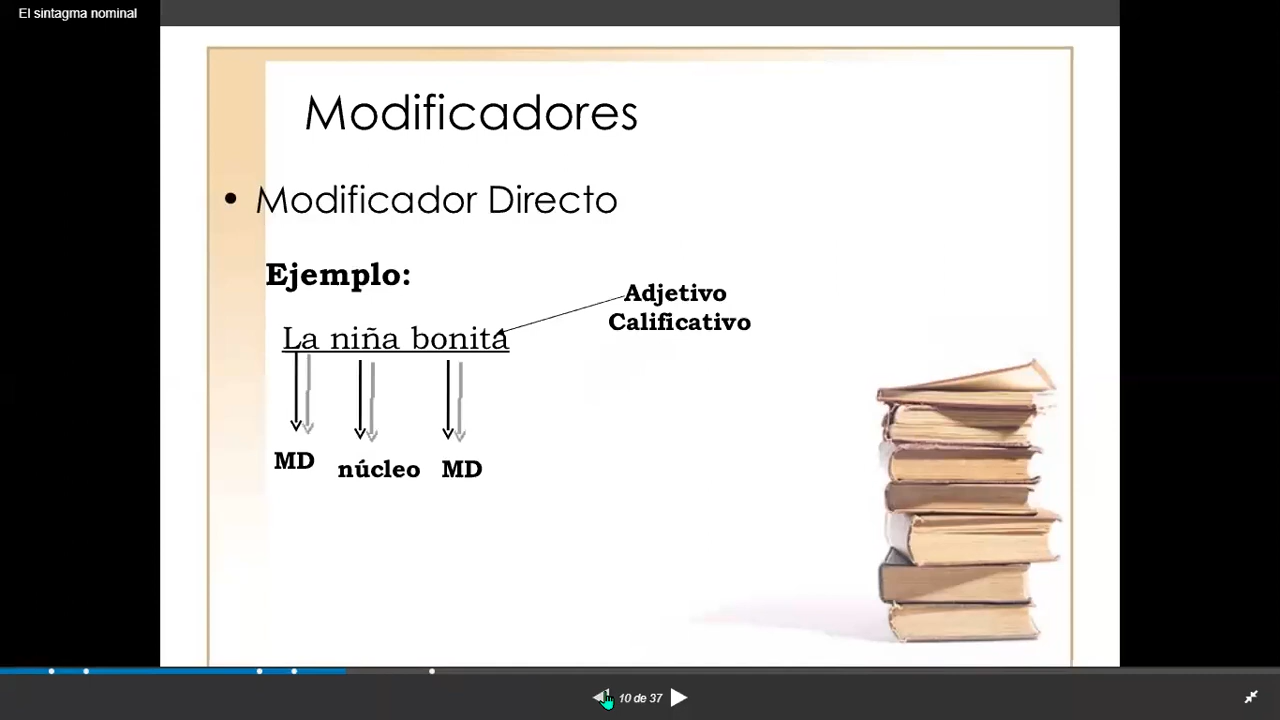 El sintagma nominal
Modificadores
• Modificador Directo
Ejemplo:
Adjetivo
Calificativo
La niña bonita
MD núcleo MD
10 de 37